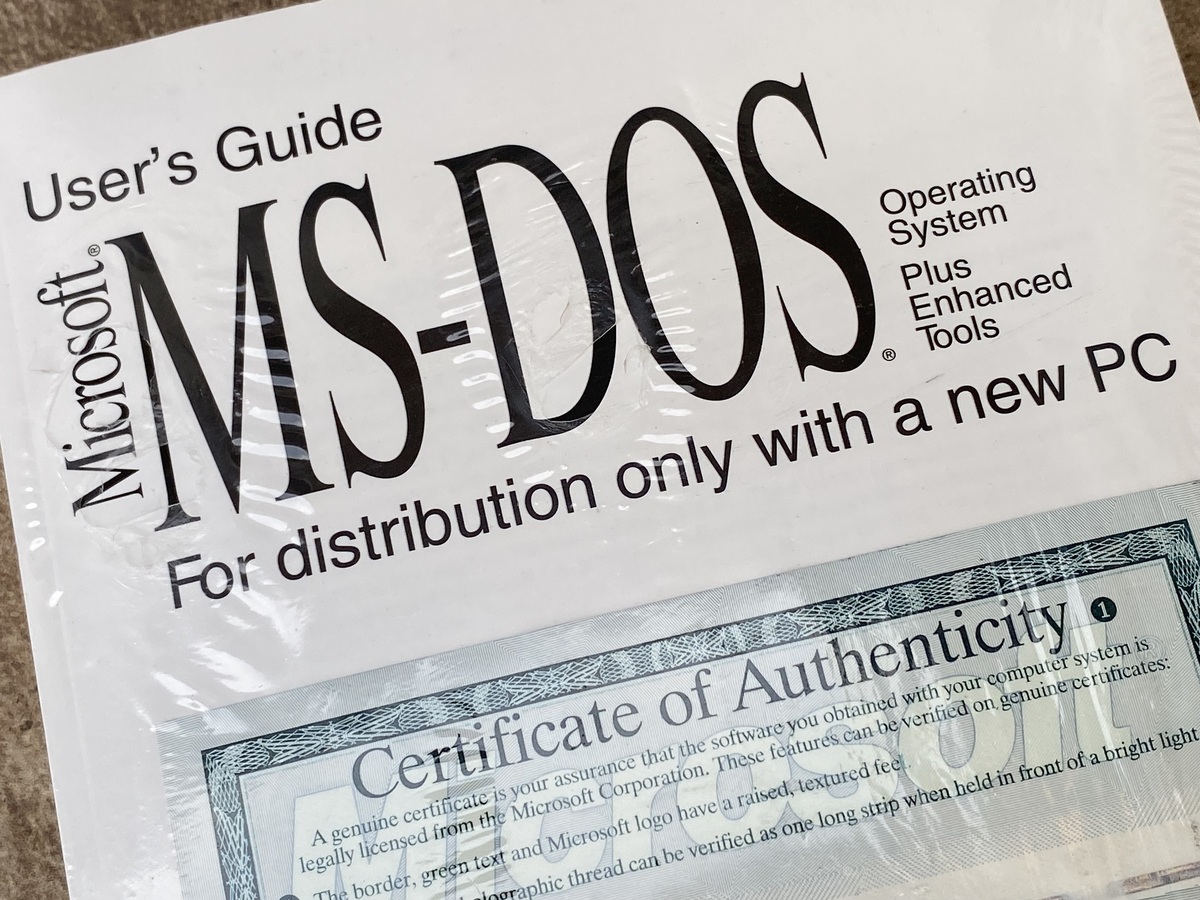 User's Guide
Microsoft®
MS-DOS®
Operating
System
Plus
Enhanced
Tools
For distribution only with a new PC
Certificate of Authenticity 1
A genuine certificate is your assurance that the software you obtained with your computer system is
legally licensed from the Microsoft Corporation. These features can be verified on genuine certificates:
The border, green text and Microsoft logo have a raised, textured feel.
thread can be verified as one long strip when held in front of a bright light
Microsoft